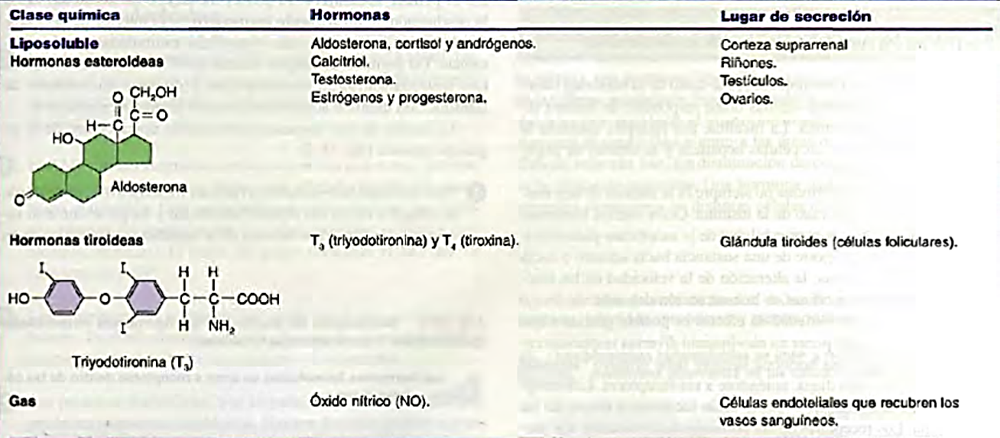 Clase química Hormonas Lugar de secreción
Liposoluble Aldosterona, cortisol y andrógenos. Corteza suprarrenal
Hormonas esteroideas Calcitriol. Riñones.
Testosterona. Testículos.
Estrógenos y progesterona. Ovarios.
O CH₂OH
H–C C=O
HO
O
Aldosterona
Hormonas tiroideas T₃ (triyodotironina) y T₄ (tiroxina). Glándula tiroides (células foliculares).
I I H H
HO O C C COOH
I H NH₂
Triyodotironina (T₃)
Gas Óxido nítrico (NO). Células endoteliales que recubren los
vasos sanguíneos.